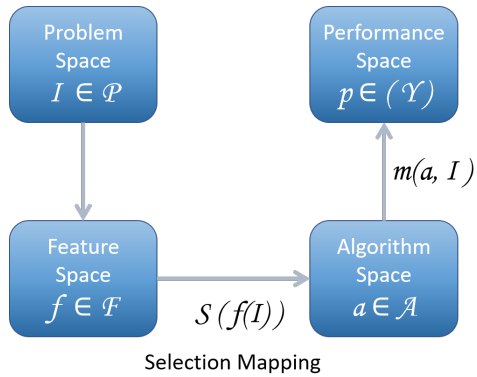 Problem
Space
I ∈ P
Performance
Space
p ∈ ( Y )
m(a, I )
Feature
Space
f ∈ F
S ( f(I))
Algorithm
Space
a ∈ A
Selection Mapping